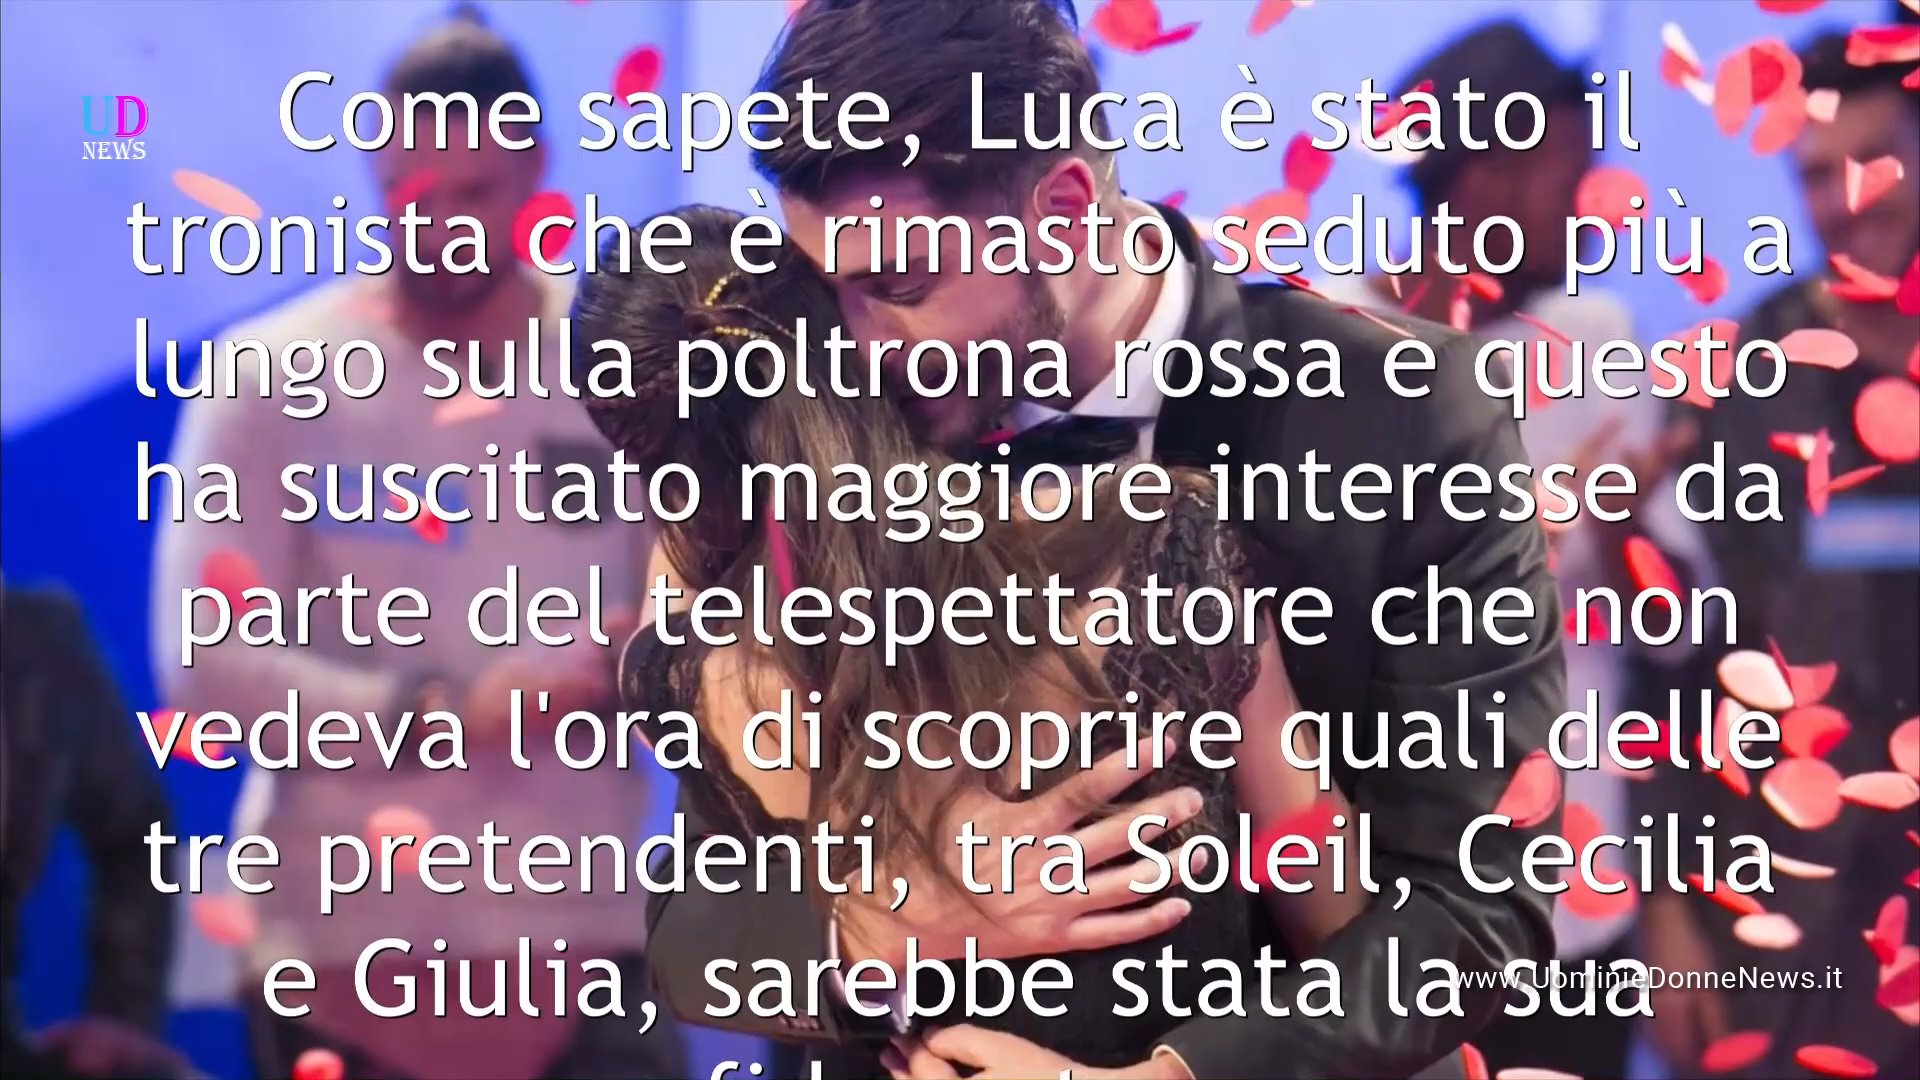 UD
NEWS
Come sapete, Luca è stato il
tronista che è rimasto seduto più a
lungo sulla poltrona rossa e questo
ha suscitato maggiore interesse da
parte del telespettatore che non
vedeva l'ora di scoprire quali delle
tre pretendenti, tra Soleil, Cecilia
e Giulia, sarebbe stata la sua
www.UominieDonneNews.it